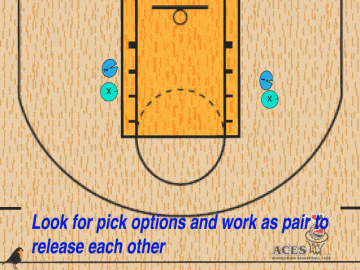 X
X
Look for pick options and work as pair to
release each other
ACES